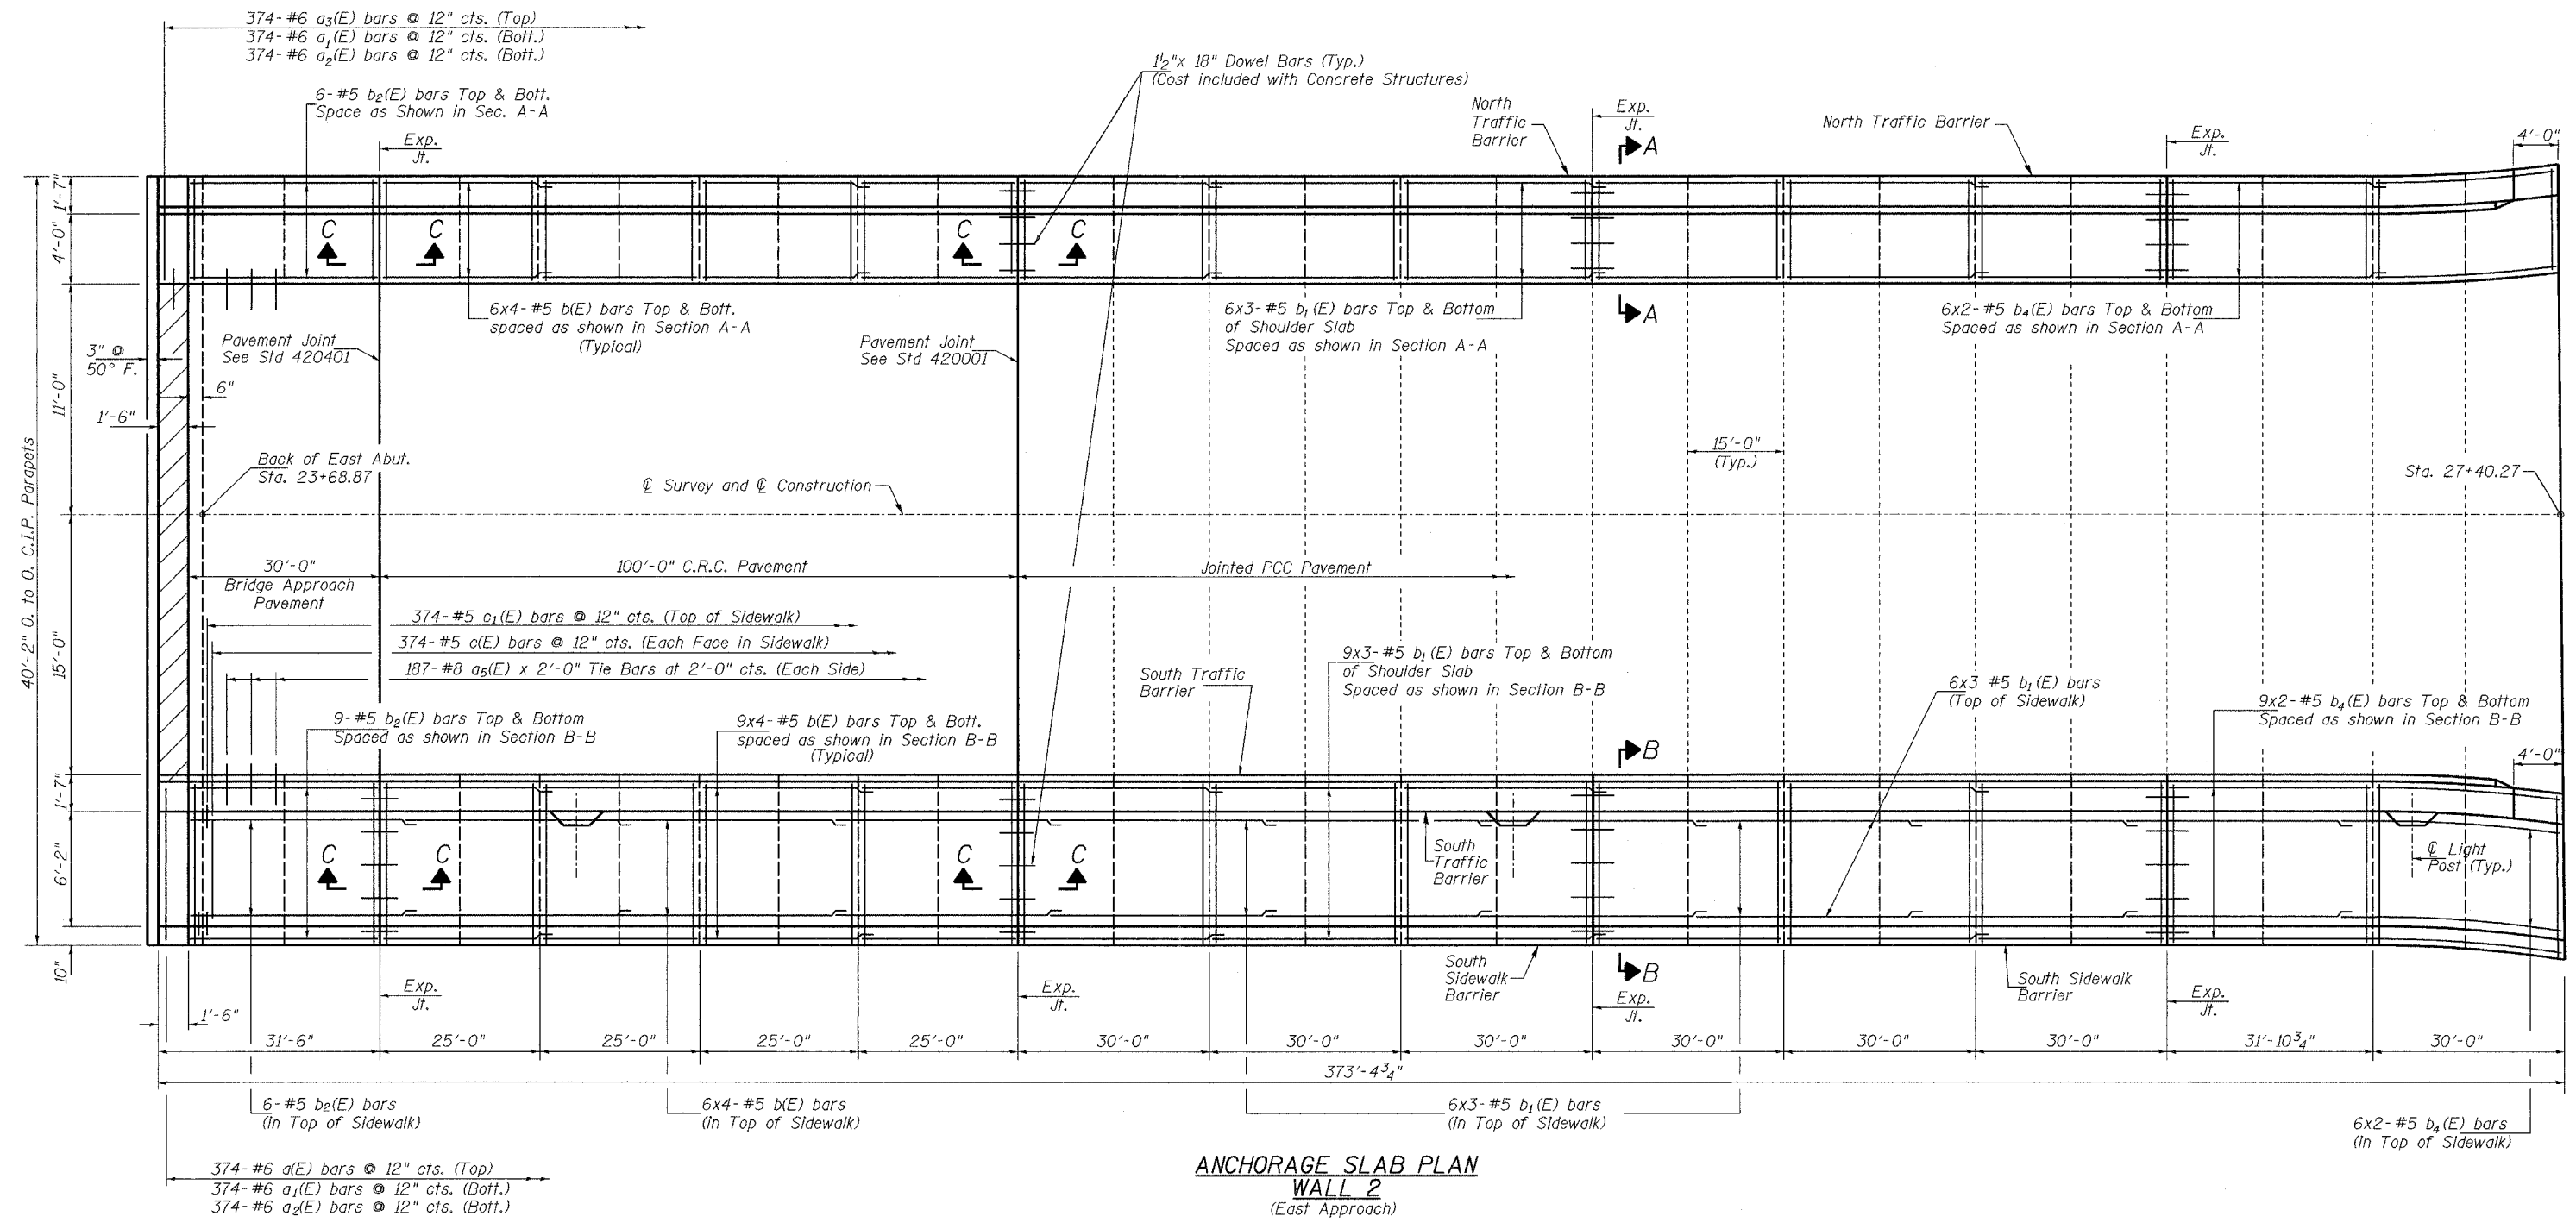 374-#6 a3(E) bars @ 12" cts. (Top)
374-#6 a1(E) bars @ 12" cts. (Bott.)
374-#6 a2(E) bars @ 12" cts. (Bott.)
6-#5 b2(E) bars Top & Bott.
Space as Shown in Sec. A-A
Exp.
Jt.
1½"x 18" Dowel Bars (Typ.)
(Cost included with Concrete Structures)
North
Traffic
Barrier
Exp.
Jt.
A
North Traffic Barrier
Exp.
Jt.
4'-0"
1'-7"
4'-0"
C
C
C
C
6x4-#5 b(E) bars Top & Bott.
spaced as shown in Section A-A
(Typical)
6x3-#5 b1(E) bars Top & Bottom
of Shoulder Slab
Spaced as shown in Section A-A
A
6x2-#5 b4(E) bars Top & Bottom
Spaced as shown in Section A-A
Pavement Joint
See Std 420401
Pavement Joint
See Std 420001
3" @
50° F.
6"
11'-0"
1'-6"
40'-2" O. to O. C.I.P. Parapets
Back of East Abut.
Sta. 23+68.87
℄ Survey and ℄ Construction
15'-0"
(Typ.)
Sta. 27+40.27
30'-0"
Bridge Approach
Pavement
100'-0" C.R.C. Pavement
Jointed PCC Pavement
15'-0"
374-#5 c1(E) bars @ 12" cts. (Top of Sidewalk)
374-#5 c(E) bars @ 12" cts. (Each Face in Sidewalk)
187-#8 a5(E) x 2'-0" Tie Bars at 2'-0" cts. (Each Side)
South Traffic
Barrier
9x3-#5 b1(E) bars Top & Bottom
of Shoulder Slab
Spaced as shown in Section B-B
6x3 #5 b1(E) bars
(Top of Sidewalk)
9-#5 b2(E) bars Top & Bottom
Spaced as shown in Section B-B
9x4-#5 b(E) bars Top & Bott.
spaced as shown in Section B-B
(Typical)
B
9x2-#5 b4(E) bars Top & Bottom
Spaced as shown in Section B-B
4'-0"
1'-7"
6'-2"
C
C
C
C
South
Traffic
Barrier
℄ Light
Post (Typ.)
10"
South
Sidewalk
Barrier
B
South Sidewalk
Barrier
Exp.
Jt.
Exp.
Jt.
Exp.
Jt.
Exp.
Jt.
1'-6"
31'-6"
25'-0"
25'-0"
25'-0"
25'-0"
30'-0"
30'-0"
30'-0"
30'-0"
30'-0"
30'-0"
31'-10¾"
30'-0"
373'-4¾"
6-#5 b2(E) bars
(in Top of Sidewalk)
6x4-#5 b(E) bars
(in Top of Sidewalk)
6x3-#5 b1(E) bars
(in Top of Sidewalk)
6x2-#5 b4(E) bars
(in Top of Sidewalk)
374-#6 a(E) bars @ 12" cts. (Top)
374-#6 a1(E) bars @ 12" cts. (Bott.)
374-#6 a2(E) bars @ 12" cts. (Bott.)
ANCHORAGE SLAB PLAN
WALL 2
(East Approach)